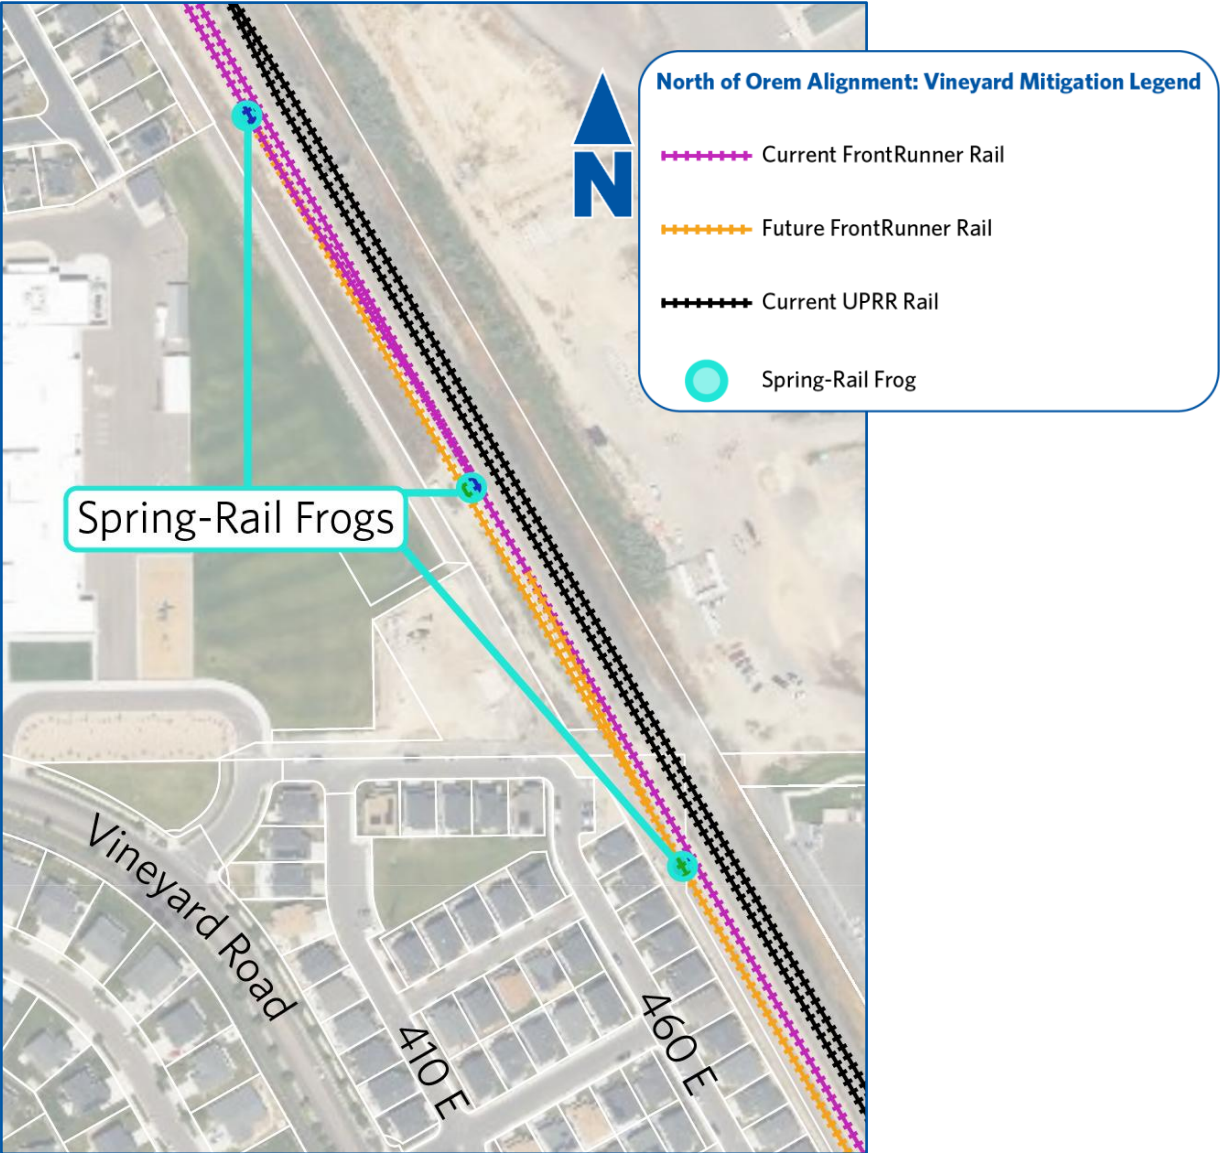 North of Orem Alignment: Vineyard Mitigation Legend
N
Current FrontRunner Rail
Future FrontRunner Rail
Current UPRR Rail
Spring-Rail Frog
Spring-Rail Frogs
Vineyard Road
410 E
460 E